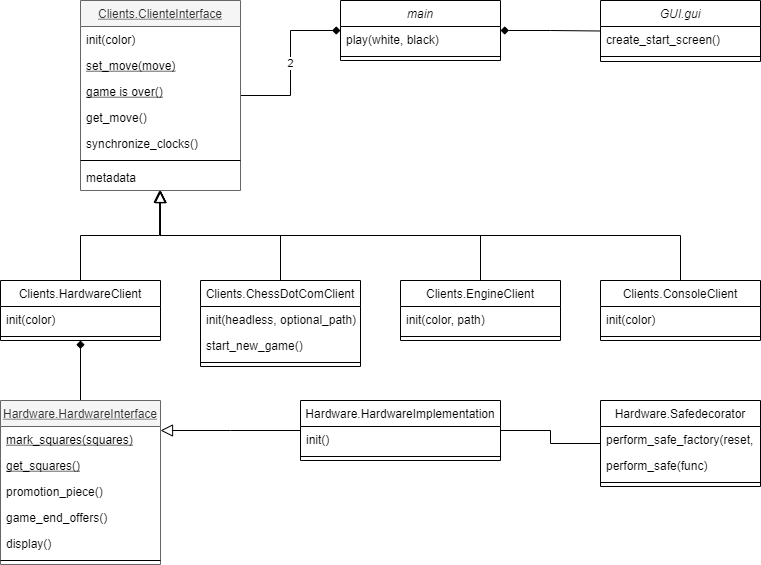 Clients.ClienteInterface
init(color)
set_move(move)
game is over()
get_move()
synchronize_clocks()
metadata
main
play(white, black)
2
GUI.gui
create_start_screen()
Clients.HardwareClient
init(color)
Clients.ChessDotComClient
init(headless, optional_path)
start_new_game()
Clients.EngineClient
init(color, path)
Clients.ConsoleClient
init(color)
Hardware.HardwareInterface
mark_squares(squares)
get_squares()
promotion_piece()
game_end_offers()
display()
Hardware.HardwareImplementation
init()
Hardware.Safedecorator
perform_safe_factory(reset,
perform_safe(func)